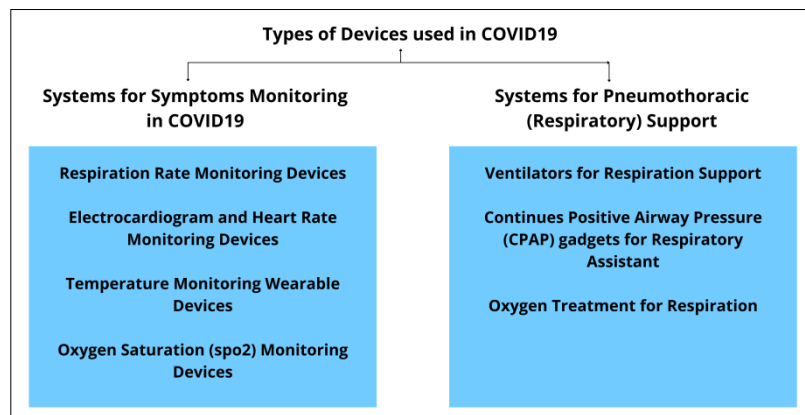 Types of Devices used in COVID19
Systems for Symptoms Monitoring
in COVID19
Respiration Rate Monitoring Devices
Electrocardiogram and Heart Rate
Monitoring Devices
Temperature Monitoring Wearable
Devices
Oxygen Saturation (spo2) Monitoring
Devices
Systems for Pneumothoracic
(Respiratory) Support
Ventilators for Respiration Support
Continues Positive Airway Pressure
(CPAP) gadgets for Respiratory
Assistant
Oxygen Treatment for Respiration